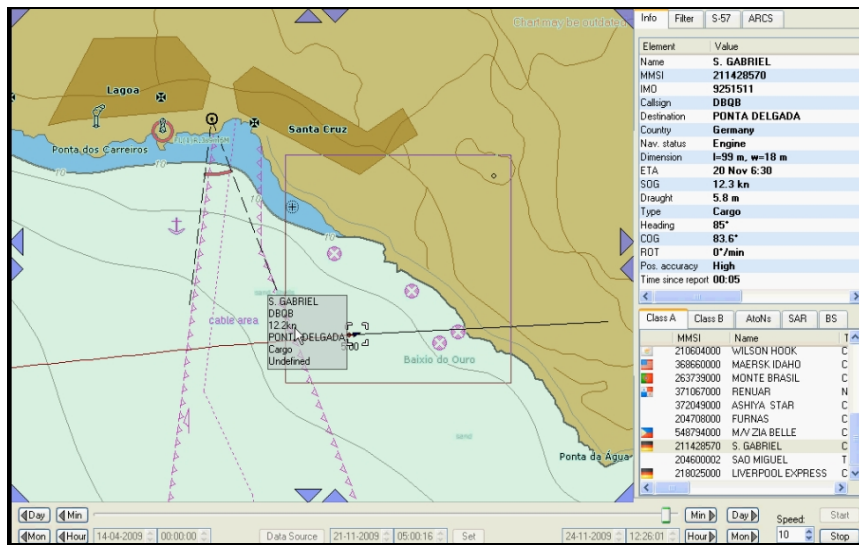 Chart may be outdated
Lagoa
Santa Cruz
Ponta dos Carreiros
10
10
10
10
cable area
S. GABRIEL
DBQB
12.2kn
PONTA DELGADA
Cargo
Undefined
Baixio do Ouro
sand
Ponta da Água
Info Filter S-57 ARCS
Element Value
Name S. GABRIEL
MMSI 211428570
IMO 9251511
Callsign DBQB
Destination PONTA DELGADA
Country Germany
Nav. status Engine
Dimension l=99 m, w=18 m
ETA 20 Nov 6:30
SOG 12.3 kn
Draught 5.8 m
Type Cargo
Heading 85°
COG 83.6°
ROT 0°/min
Pos. accuracy High
Time since report 00:05
Class A Class B AtoNs SAR BS
MMSI Name T
210604000 WILSON HOOK C
368660000 MAERSK IDAHO C
263739000 MONTE BRASIL C
371067000 RENUAR N
372049000 ASHIYA STAR C
204708000 FURNAS C
548794000 M/V ZIA BELLE C
211428570 S. GABRIEL C
204600002 SAO MIGUEL T
218025000 LIVERPOOL EXPRESS C
Day Min Min Day Speed: Start
Mon Hour 14-04-2009 00:00:00 Data Source 21-11-2009 05:00:16 Set 24-11-2009 12:26:01 Hour Mon 10 Stop